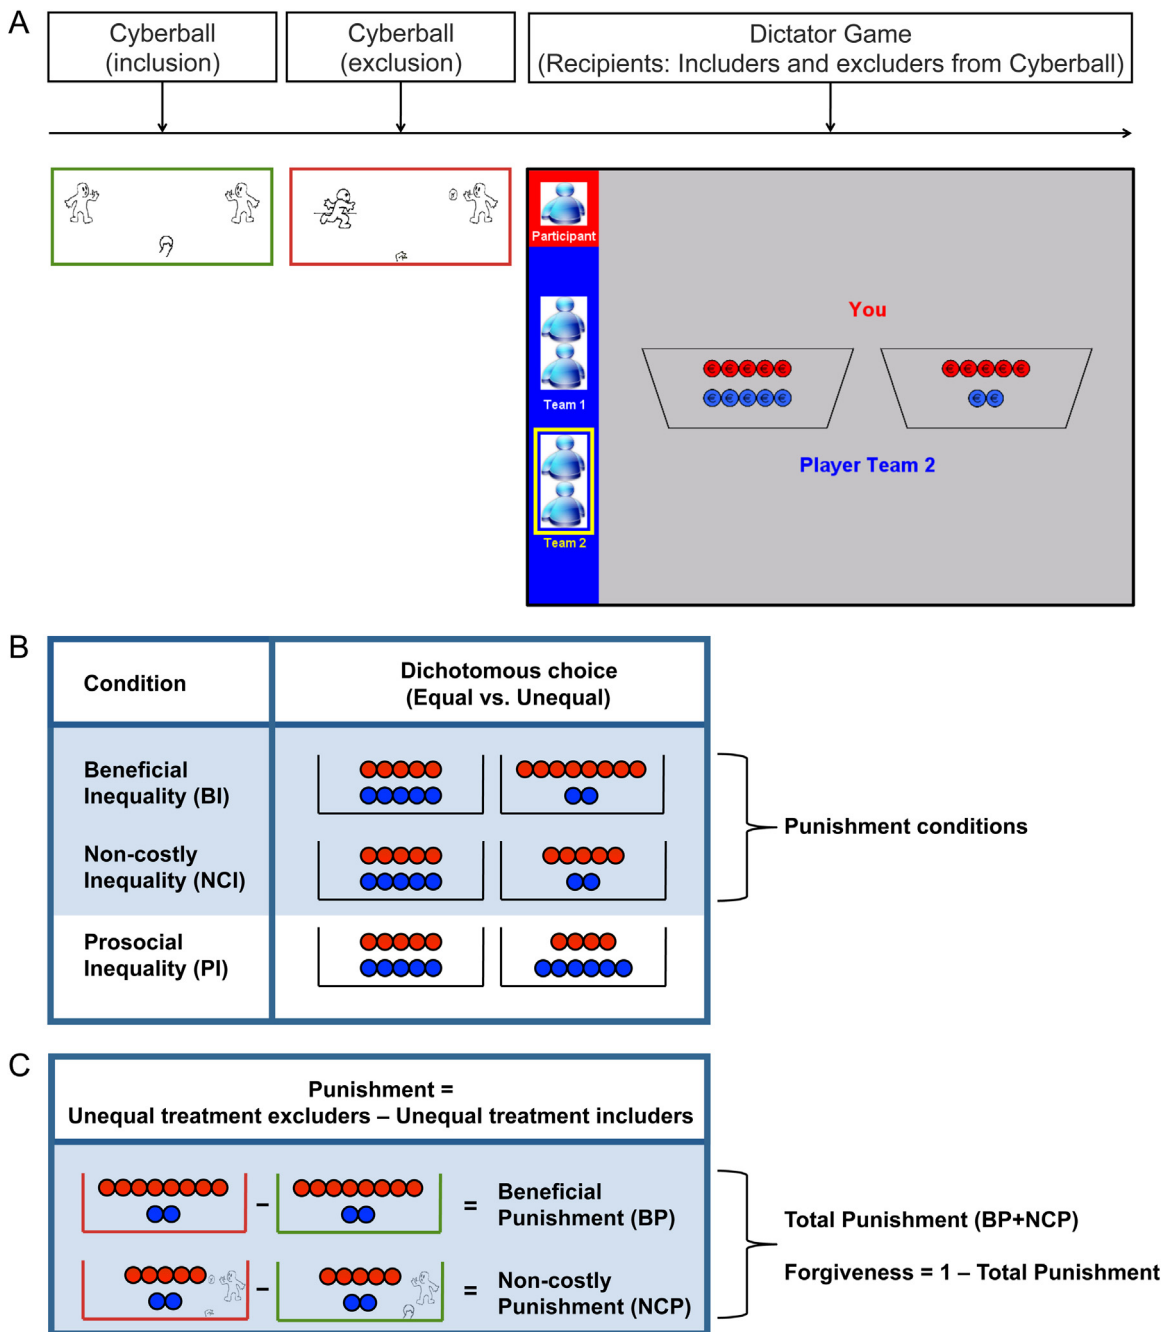 A
Cyberball
(inclusion)
Cyberball
(exclusion)
Dictator Game
(Recipients: Includers and excluders from Cyberball)
Participant
Team 1
Team 2
You
€€€€€
€€€€€
€€€€€
€€
Player Team 2
B
Condition
Dichotomous choice
(Equal vs. Unequal)
Beneficial
Inequality (BI)
Non-costly
Inequality (NCI)
Prosocial
Inequality (PI)
Punishment conditions
C
Punishment =
Unequal treatment excluders – Unequal treatment includers
– = Beneficial
Punishment (BP)
– = Non-costly
Punishment (NCP)
Total Punishment (BP+NCP)
Forgiveness = 1 – Total Punishment